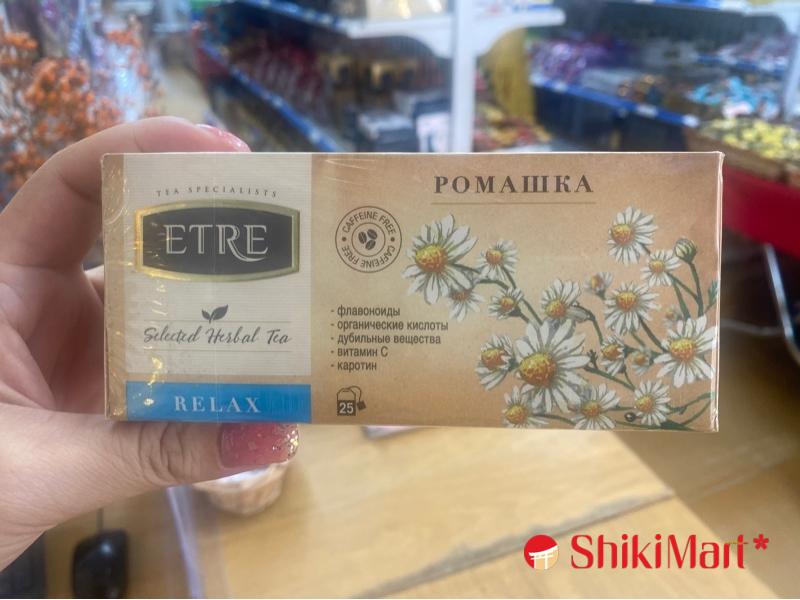 TEA SPECIALISTS
ETRE
Selected Herbal Tea
RELAX
РОМАШКА
CAFFEINE FREE • CAFFEINE FREE •
- флавоноиды
- органические кислоты
- дубильные вещества
- витамин С
- каротин
25
ShikiMart*